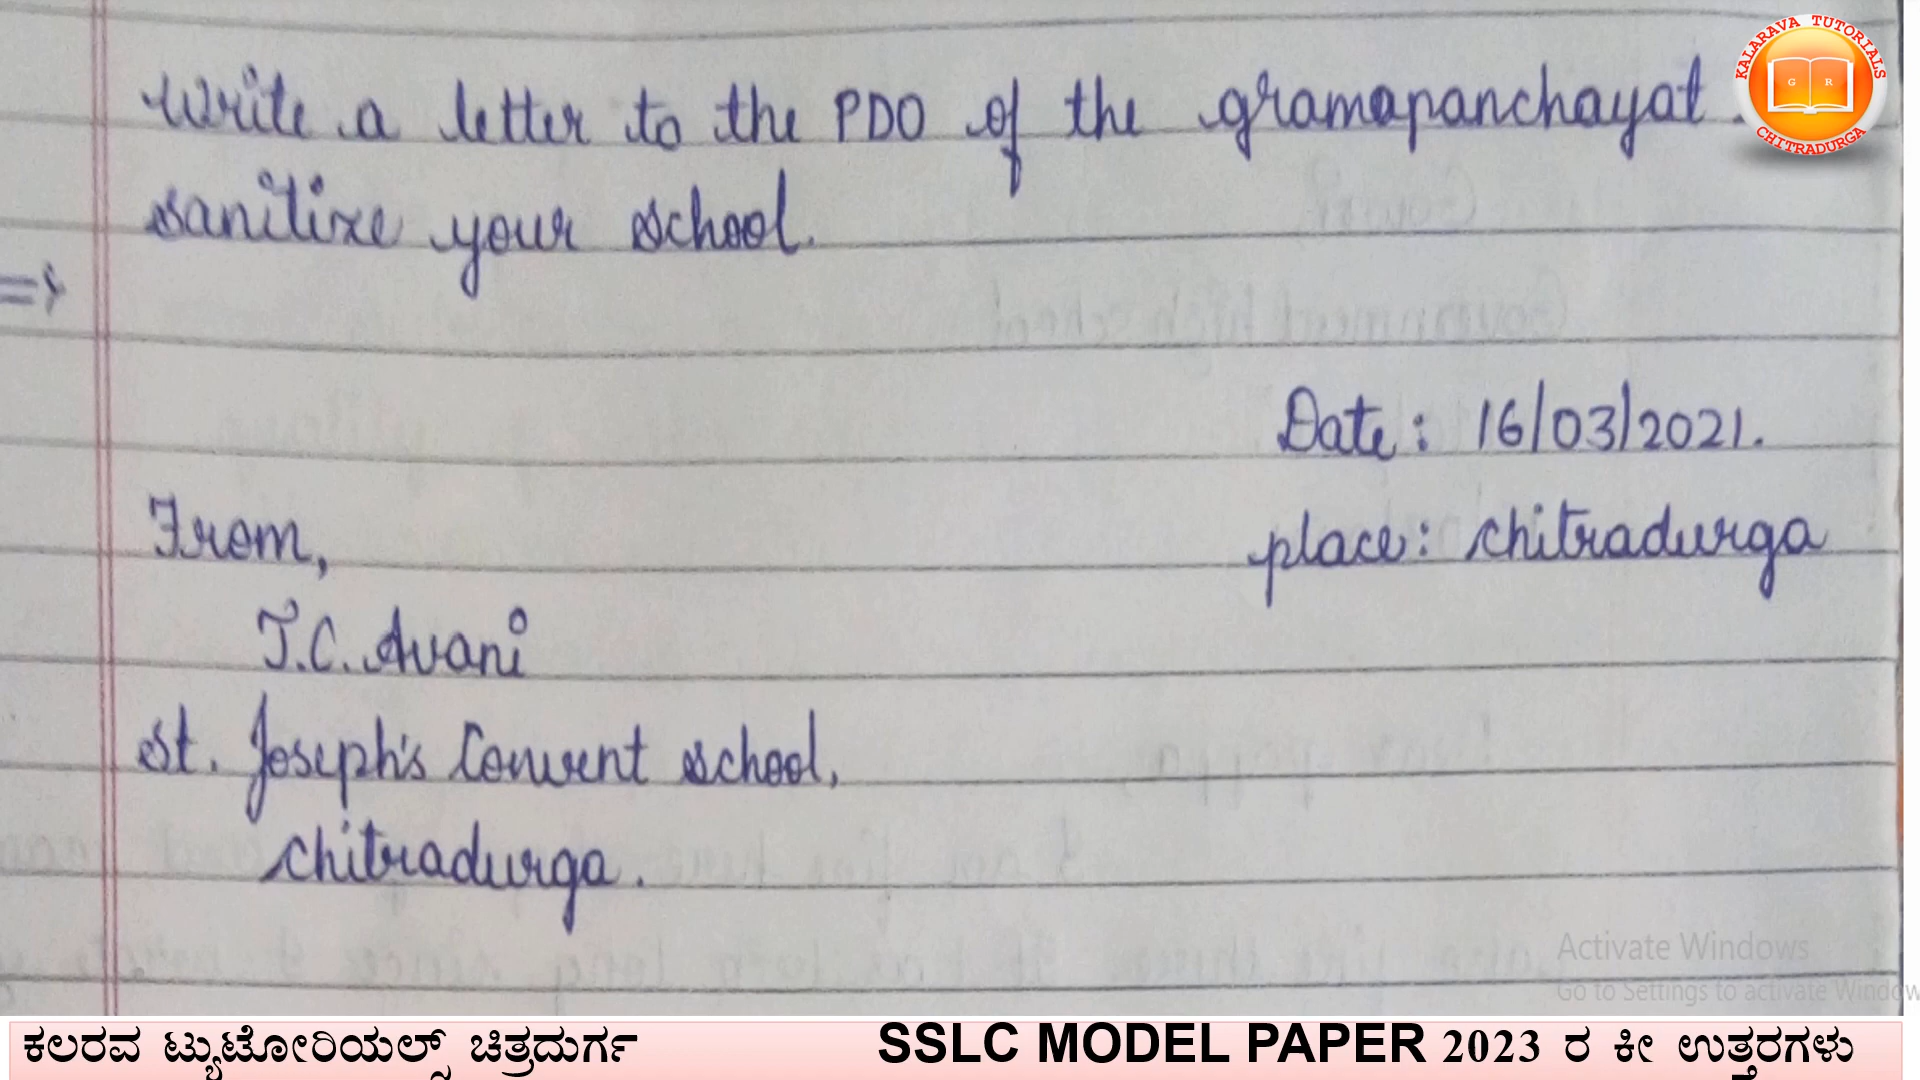 KALARAVA TUTORIALS
G R
CHITRADURGA
Write a letter to the PDO of the gramapanchayat.
sanitize your school.
=>
Date : 16/03/2021.
From,
place : chitradurga
T.C. Avani
st. Joseph's Convent school,
chitradurga.
Activate Windows
Go to Settings to activate Window
ಕಲರವ ಟ್ಯುಟೋರಿಯಲ್ಸ್ ಚಿತ್ರದುರ್ಗ SSLC MODEL PAPER 2023 ರ ಕೀ ಉತ್ತರಗಳು